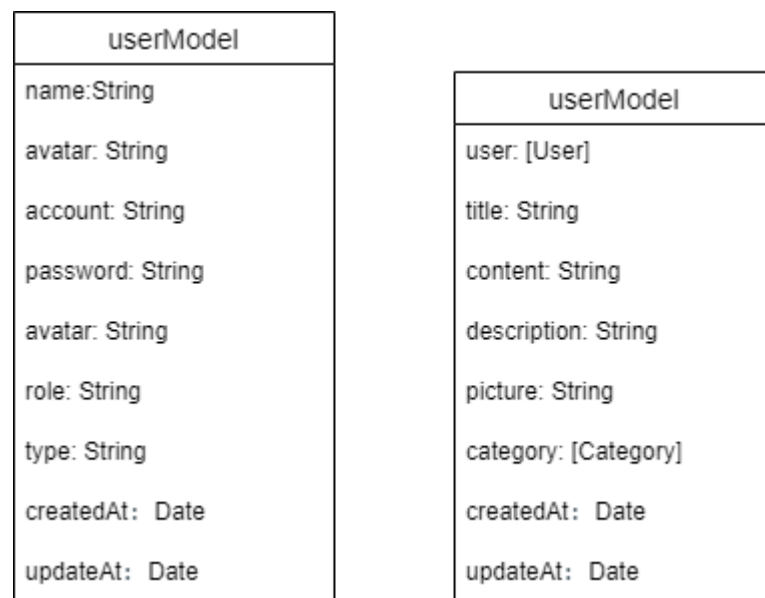 userModel
name:String
avatar: String
account: String
password: String
avatar: String
role: String
type: String
createdAt：Date
updateAt：Date
userModel
user: [User]
title: String
content: String
description: String
picture: String
category: [Category]
createdAt：Date
updateAt：Date